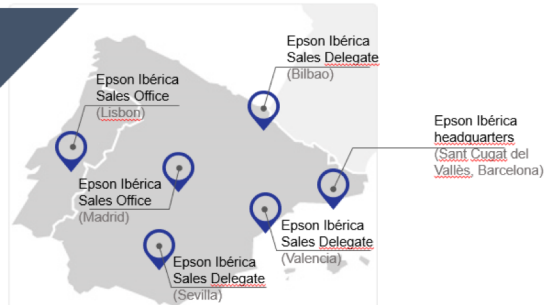 Epson Ibérica
Sales Delegate
(Bilbao)
Epson Ibérica
Sales Office
(Lisbon)
Epson Ibérica
headquarters
(Sant Cugat del
Vallès, Barcelona)
Epson Ibérica
Sales Office
(Madrid)
Epson Ibérica
Sales Delegate
(Valencia)
Epson Ibérica
Sales Delegate
(Sevilla)